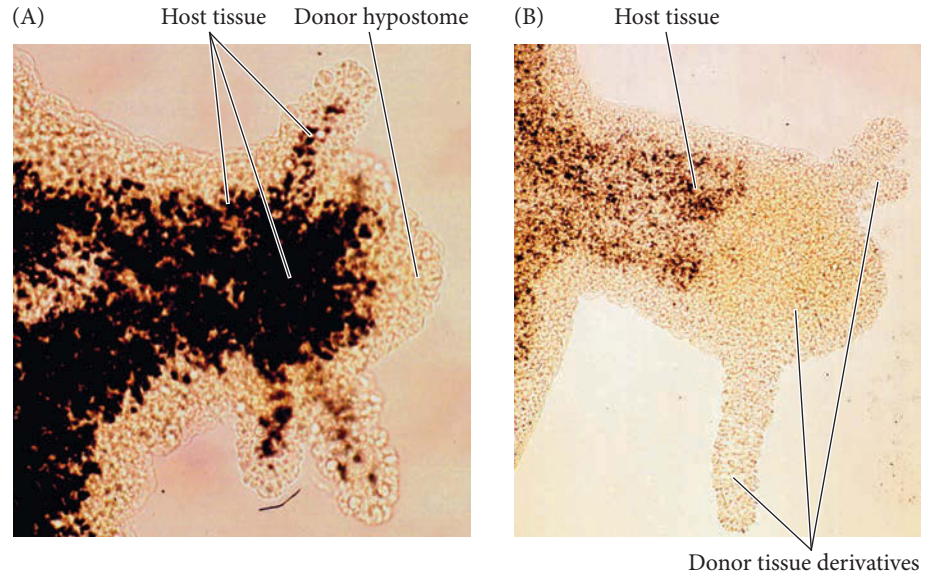 (A)
Host tissue
Donor hypostome
(B)
Host tissue
Donor tissue derivatives